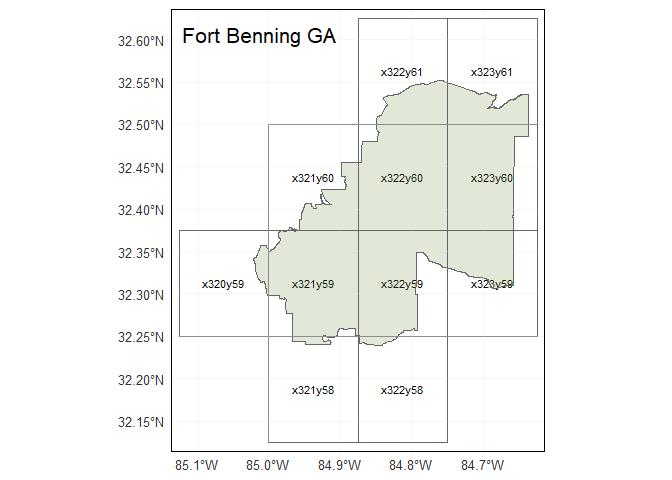 Fort Benning GA
32.60°N
32.55°N
x322y61 x323y61
32.50°N
32.45°N
x321y60 x322y60 x323y60
32.40°N
32.35°N
x320y59 x321y59 x322y59 x323y59
32.30°N
32.25°N
32.20°N
x321y58 x322y58
32.15°N
85.1°W 85.0°W 84.9°W 84.8°W 84.7°W